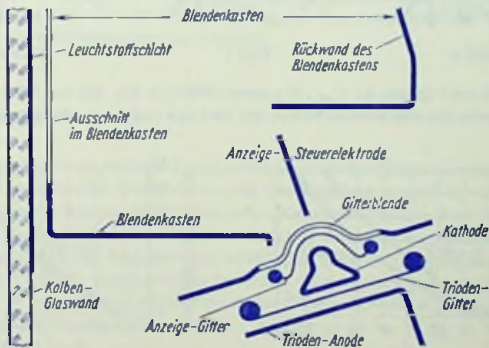 Blendenkasten
Leuchtstoffschicht
Rückwand des
Blendenkastens
Ausschnitt
im Blendenkasten
Anzeige-Steuerelektrode
Gitterblende
Blendenkasten
Kathode
Kolben-
Glaswand
Trioden-
Gitter
Anzeige-Gitter
Trioden-Anode